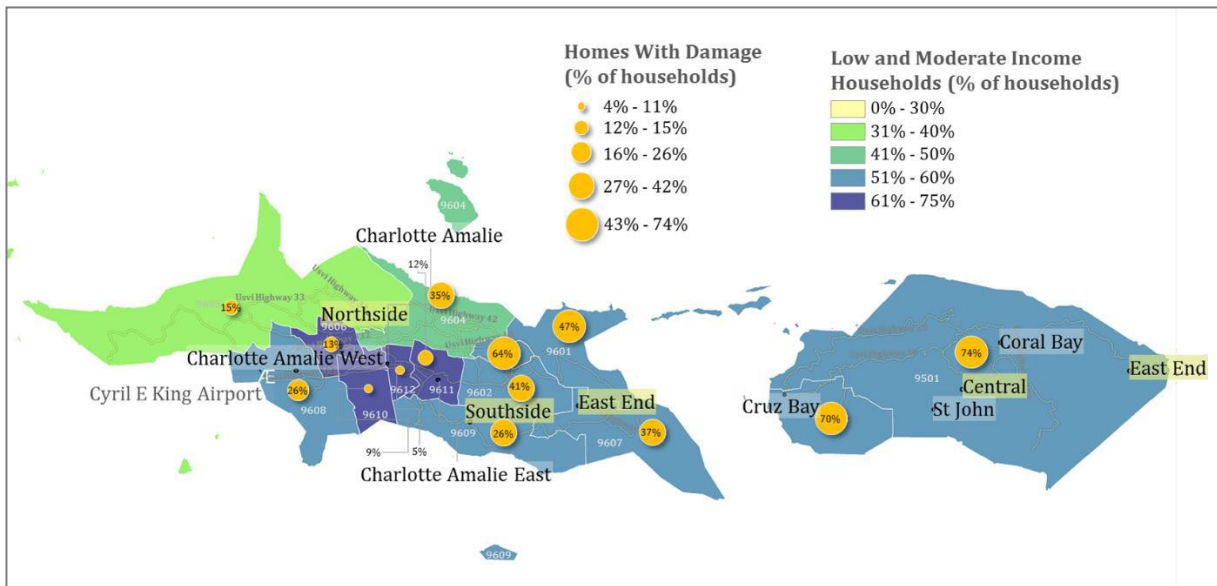 Homes With Damage
(% of households)
4% - 11%
12% - 15%
16% - 26%
27% - 42%
43% - 74%
Low and Moderate Income
Households (% of households)
0% - 30%
31% - 40%
41% - 50%
51% - 60%
61% - 75%
9604
Charlotte Amalie
12%
35%
15%
Usvi Highway 33
Usvi Highway
Northside
9604
Usvi Highway 42
47%
9606
13%
Usvi Hig
64%
9601
Charlotte Amalie West
Cyril E King Airport
26%
9608
9610
9612
9611
9602
41%
Southside
East End
9609
26%
9607
37%
9%
5%
Charlotte Amalie East
9609
74%
Coral Bay
9501
East End
Central
Cruz Bay
70%
St John